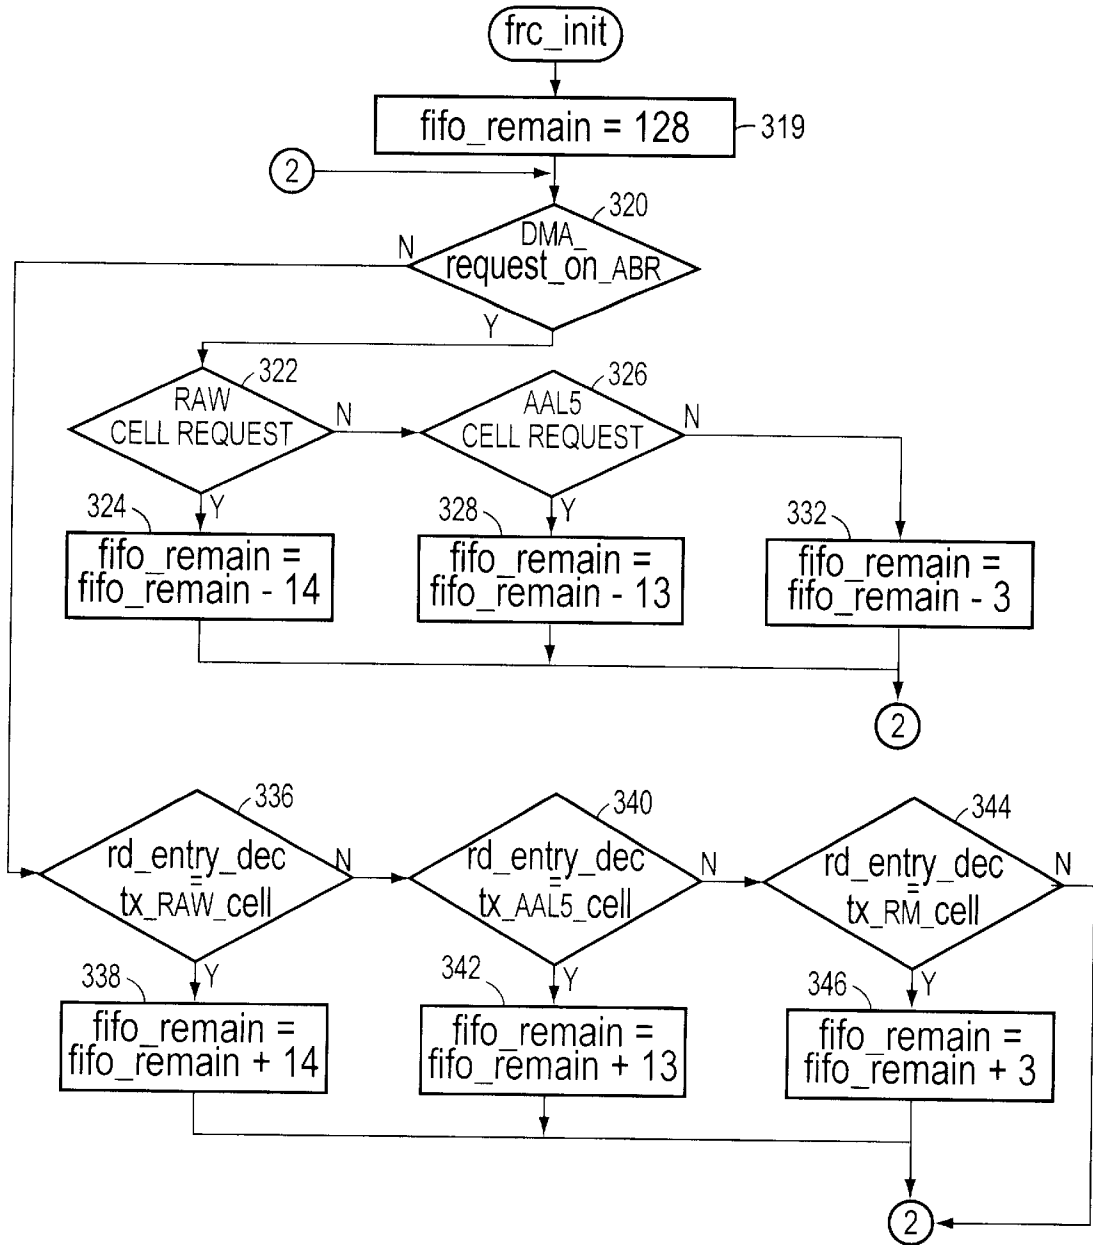 frc_init
fifo_remain = 128
319
2
320
DMA_
request_on_ABR
N
Y
322
RAW
CELL REQUEST
N
326
AAL5
CELL REQUEST
N
Y
Y
324
fifo_remain =
fifo_remain - 14
328
fifo_remain =
fifo_remain - 13
332
fifo_remain =
fifo_remain - 3
2
336
rd_entry_dec
=
tx_RAW_cell
N
340
rd_entry_dec
=
tx_AAL5_cell
N
344
rd_entry_dec
=
tx_RM_cell
N
Y
Y
Y
338
fifo_remain =
fifo_remain + 14
342
fifo_remain =
fifo_remain + 13
346
fifo_remain =
fifo_remain + 3
2